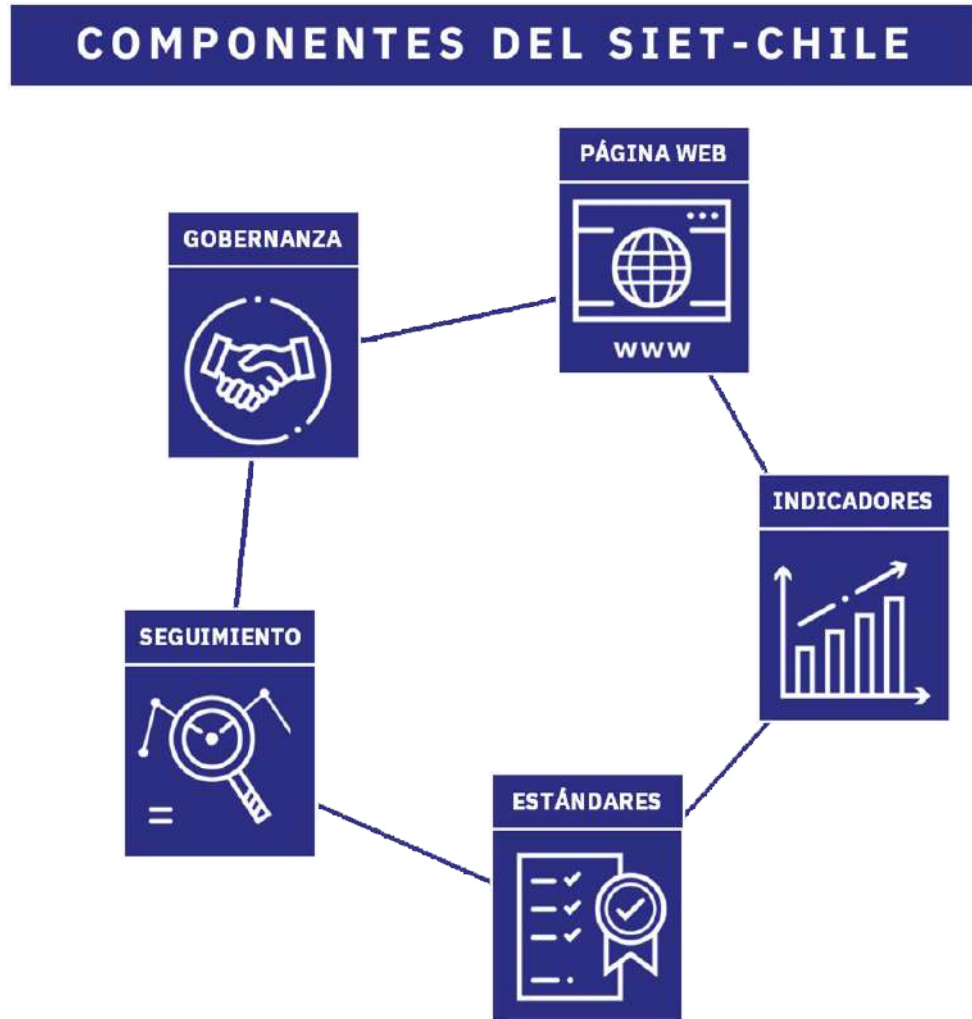 COMPONENTES DEL SIET-CHILE
PÁGINA WEB
WWW
GOBERNANZA
INDICADORES
SEGUIMIENTO
ESTÁNDARES